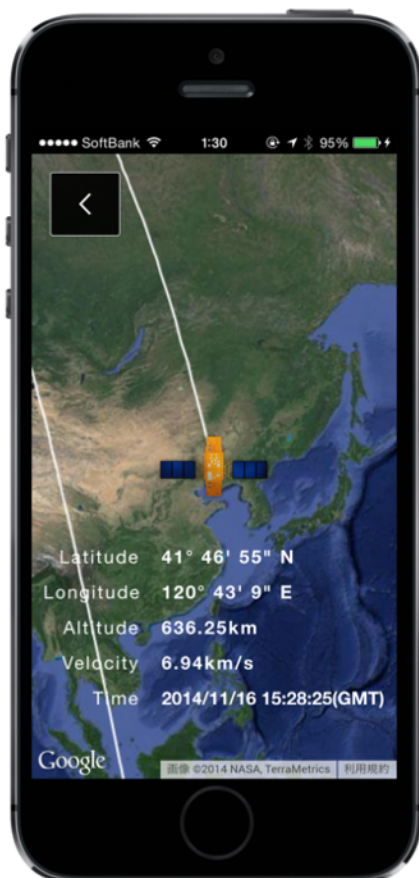 ●●●●● SoftBank 1:30 95%
Latitude 41° 46' 55" N
Longitude 120° 43' 9" E
Altitude 636.25km
Velocity 6.94km/s
Time 2014/11/16 15:28:25(GMT)
Google 画像 ©2014 NASA, TerraMetrics 利用規約